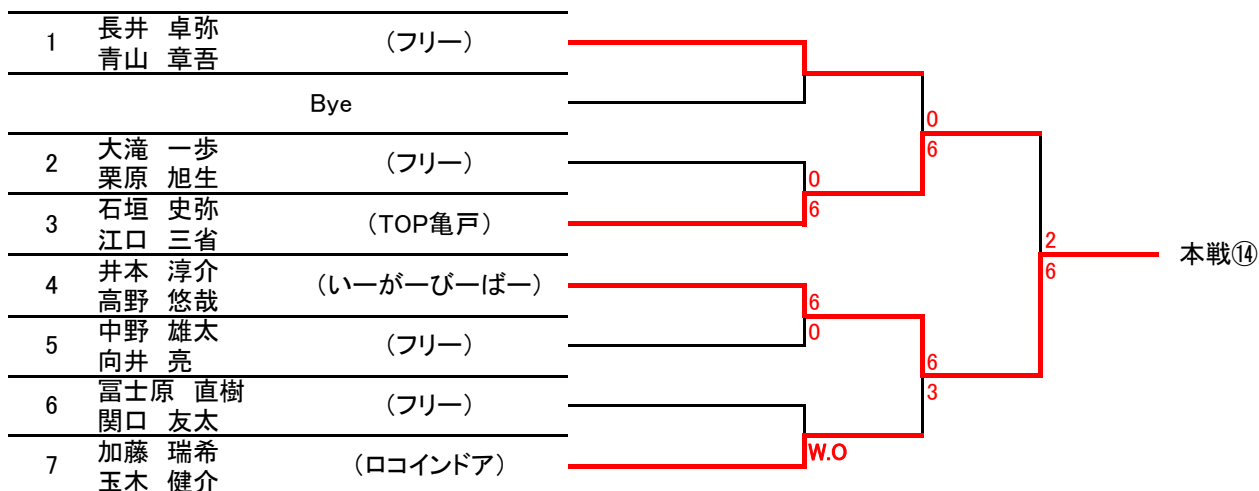 1 長井 卓弥 (フリー)
青山 章吾
Bye
2 大滝 一歩 (フリー)
栗原 旭生
3 石垣 史弥 (TOP亀戸)
江口 三省
4 井本 淳介 (いーがーびーばー)
高野 悠哉
5 中野 雄太 (フリー)
向井 亮
6 冨士原 直樹 (フリー)
関口 友太
7 加藤 瑞希 (ロコインドア)
玉木 健介
0
6
6
0
W.O
0
6
6
3
2
6
本戦⑭